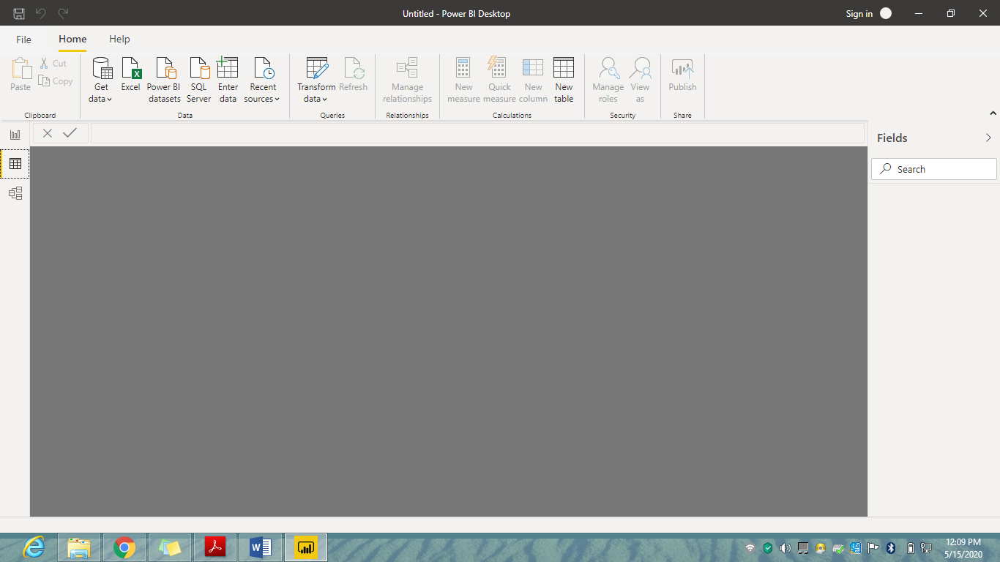 Untitled - Power BI Desktop
Sign in
File Home Help
Paste
Cut
Copy
Clipboard
Get data
Excel
Power BI datasets
SQL Server
Enter data
Recent sources
Data
Transform data
Refresh
Queries
Manage relationships
Relationships
New measure
Quick measure
New column
New table
Calculations
Manage roles
View as
Security
Publish
Share
Fields
Search
12:09 PM
5/15/2020